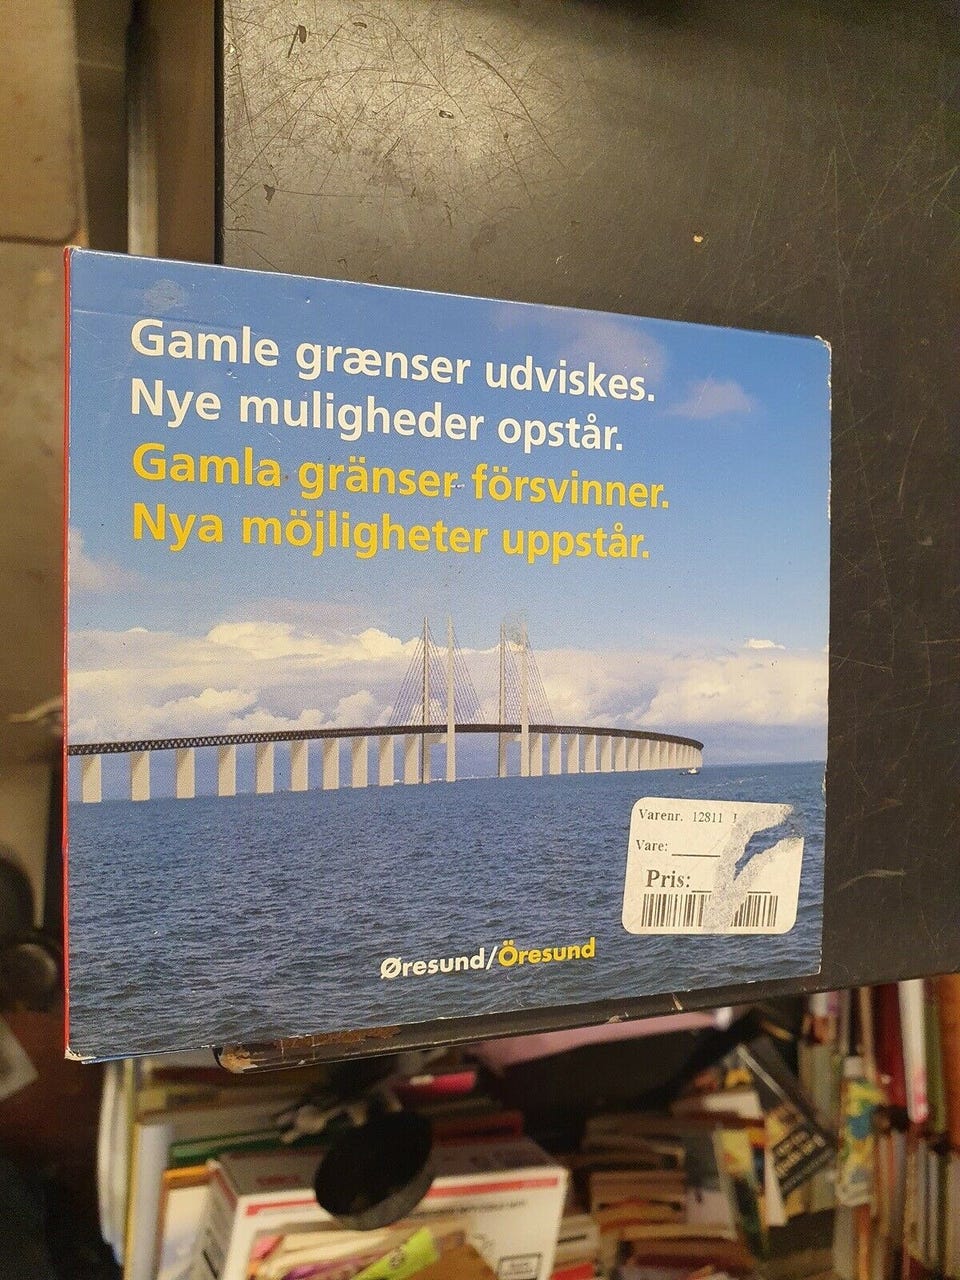 Gamle grænser udviskes.
Nye muligheder opstår.
Gamla gränser försvinner.
Nya möjligheter uppstår.
Varenr. 12811
Vare:
Pris:
Øresund/Öresund